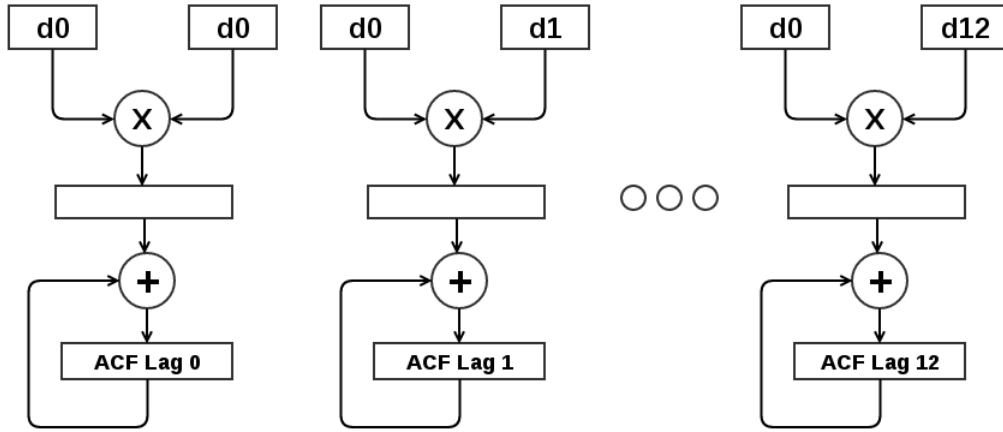 d0 d0 d0 d1 d0 d12
X X X
+ + +
ACF Lag 0 ACF Lag 1 ACF Lag 12